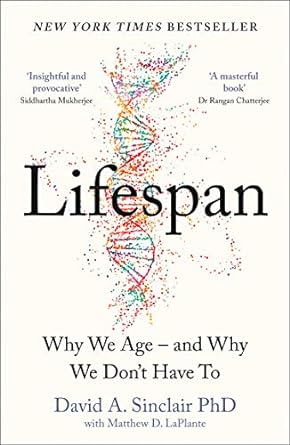 NEW YORK TIMES BESTSELLER
'Insightful and
provocative'
Siddhartha Mukherjee
'A masterful
book'
Dr Rangan Chatterjee
Lifespan
Why We Age – and Why
We Don't Have To
David A. Sinclair PhD
with Matthew D. LaPlante